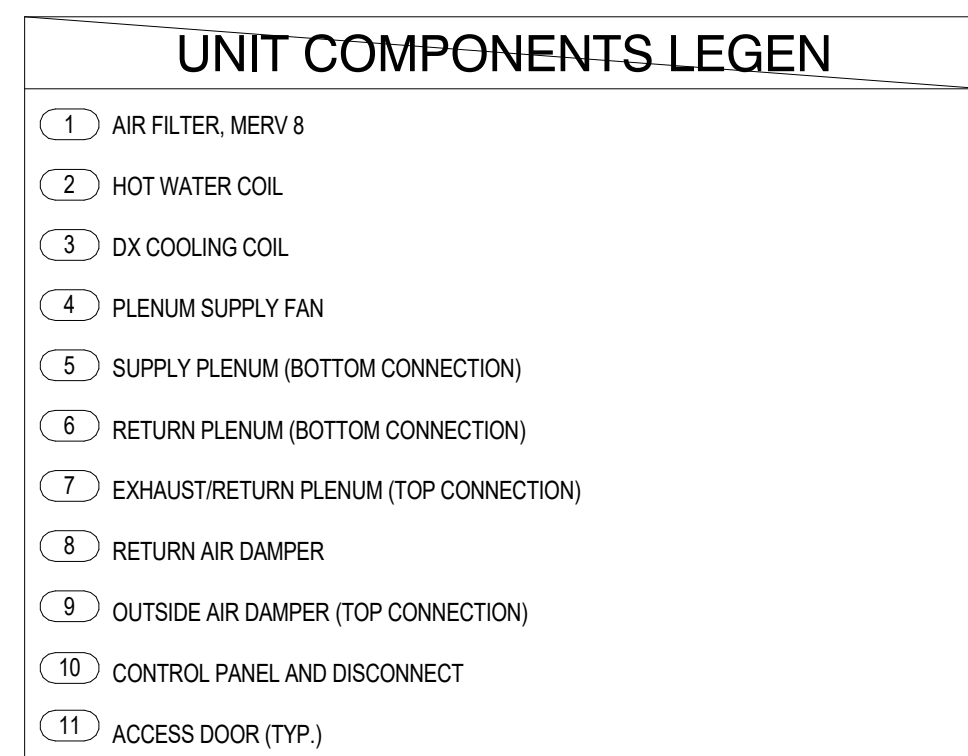 UNIT COMPONENTS LEGEN
1 AIR FILTER, MERV 8
2 HOT WATER COIL
3 DX COOLING COIL
4 PLENUM SUPPLY FAN
5 SUPPLY PLENUM (BOTTOM CONNECTION)
6 RETURN PLENUM (BOTTOM CONNECTION)
7 EXHAUST/RETURN PLENUM (TOP CONNECTION)
8 RETURN AIR DAMPER
9 OUTSIDE AIR DAMPER (TOP CONNECTION)
10 CONTROL PANEL AND DISCONNECT
11 ACCESS DOOR (TYP.)